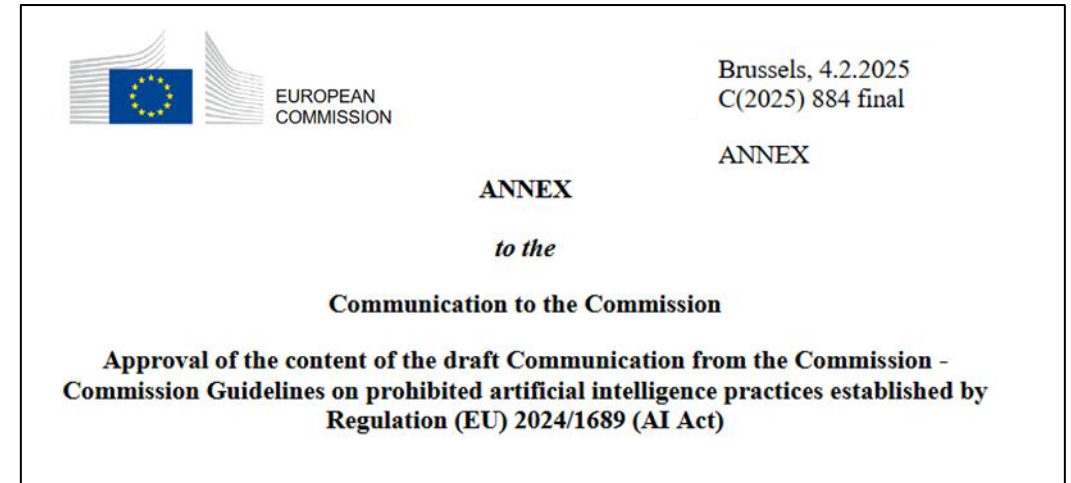 EUROPEAN
COMMISSION
Brussels, 4.2.2025
C(2025) 884 final
ANNEX
ANNEX
to the
Communication to the Commission
Approval of the content of the draft Communication from the Commission -
Commission Guidelines on prohibited artificial intelligence practices established by
Regulation (EU) 2024/1689 (AI Act)